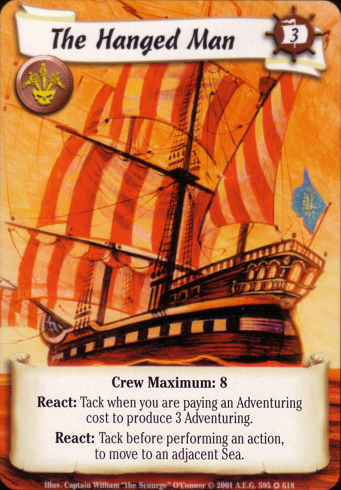 The Hanged Man
3
Crew Maximum: 8
React: Tack when you are paying an Adventuring
cost to produce 3 Adventuring.
React: Tack before performing an action,
to move to an adjacent Sea.
Illus. Captain William "the Scourge" O'Connor © 2001 A.E.G. 595 ✪ 618